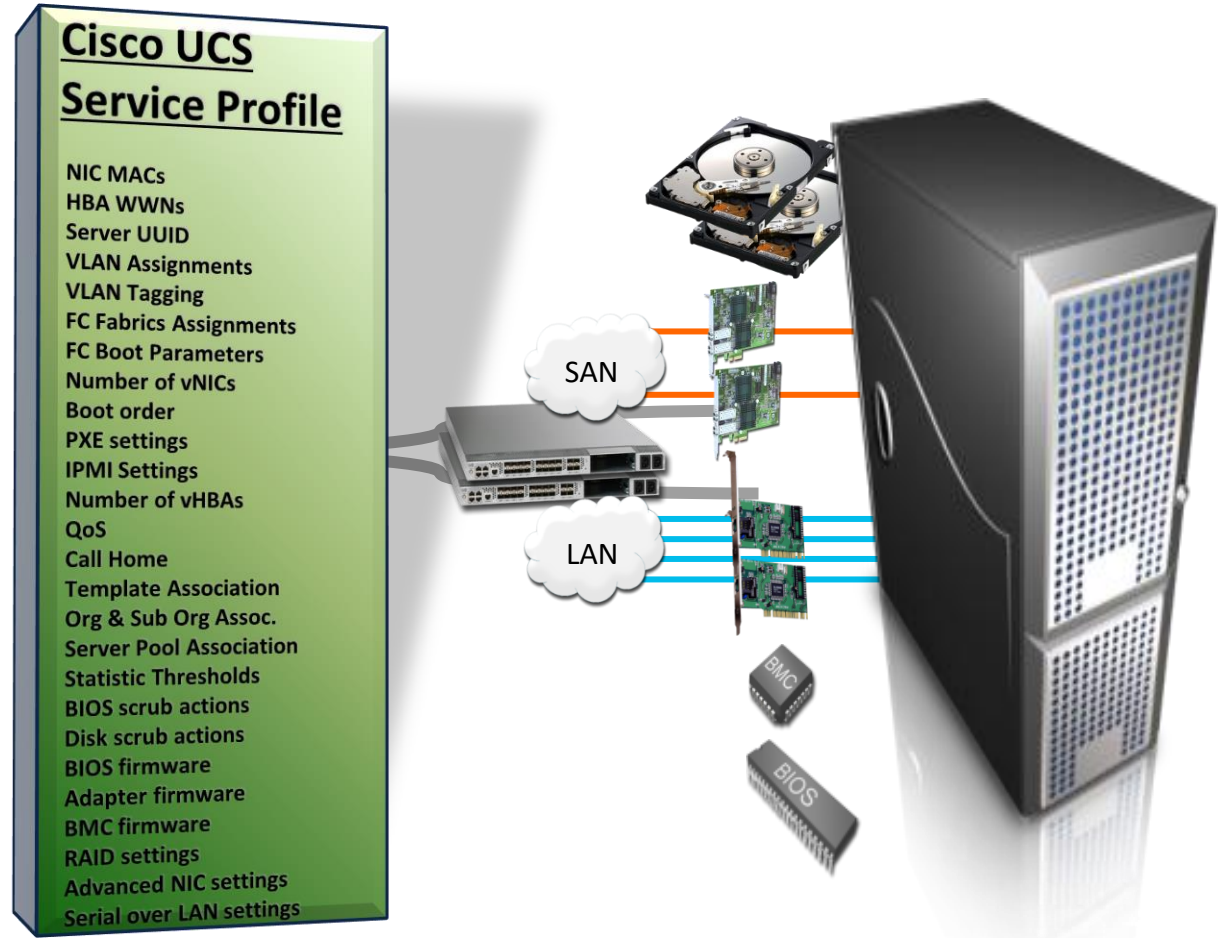 Cisco UCS
Service Profile
NIC MACs
HBA WWNs
Server UUID
VLAN Assignments
VLAN Tagging
FC Fabrics Assignments
FC Boot Parameters
Number of vNICs
Boot order
PXE settings
IPMI Settings
Number of vHBAs
QoS
Call Home
Template Association
Org & Sub Org Assoc.
Server Pool Association
Statistic Thresholds
BIOS scrub actions
Disk scrub actions
BIOS firmware
Adapter firmware
BMC firmware
RAID settings
Advanced NIC settings
Serial over LAN settings
SAN
LAN
BMC
BIOS